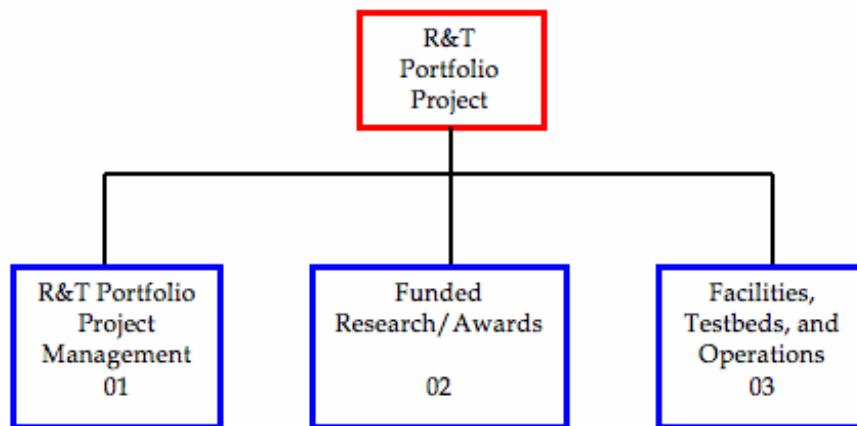 R&T
Portfolio
Project
R&T Portfolio
Project
Management
01
Funded
Research/Awards
02
Facilities,
Testbeds, and
Operations
03